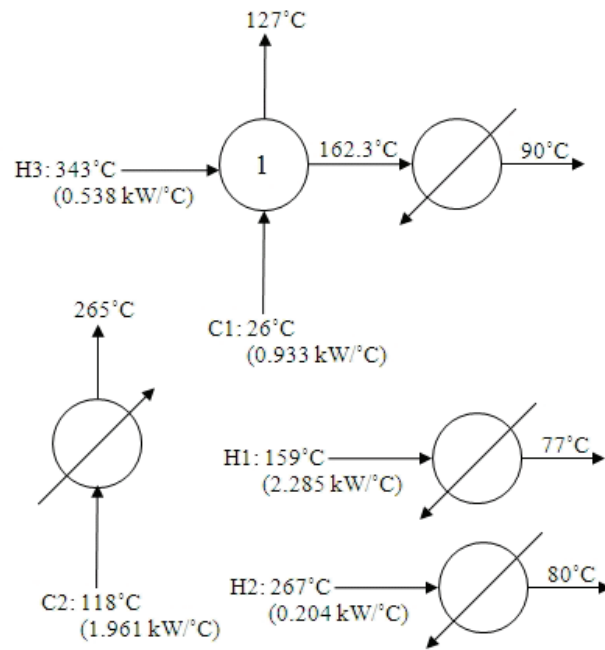 127°C
H3: 343°C
(0.538 kW/°C)
1
162.3°C
90°C
C1: 26°C
(0.933 kW/°C)
265°C
C2: 118°C
(1.961 kW/°C)
H1: 159°C
(2.285 kW/°C)
77°C
H2: 267°C
(0.204 kW/°C)
80°C